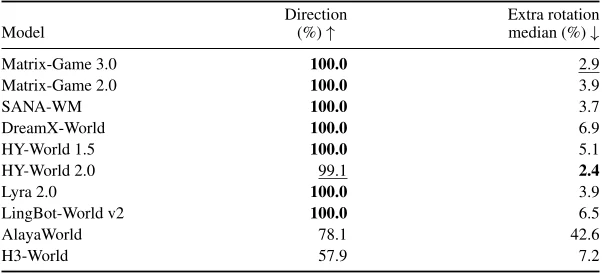 Model Direction (%) ↑ Extra rotation median (%) ↓
Matrix-Game 3.0 100.0 2.9
Matrix-Game 2.0 100.0 3.9
SANA-WM 100.0 3.7
DreamX-World 100.0 6.9
HY-World 1.5 100.0 5.1
HY-World 2.0 99.1 2.4
Lyra 2.0 100.0 3.9
LingBot-World v2 100.0 6.5
AlayaWorld 78.1 42.6
H3-World 57.9 7.2